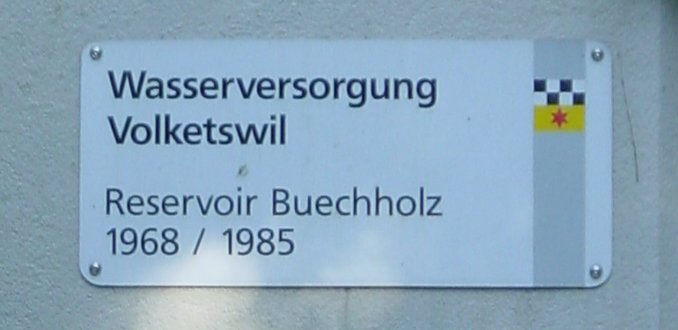 Wasserversorgung
Volketswil
Reservoir Buechholz
1968 / 1985